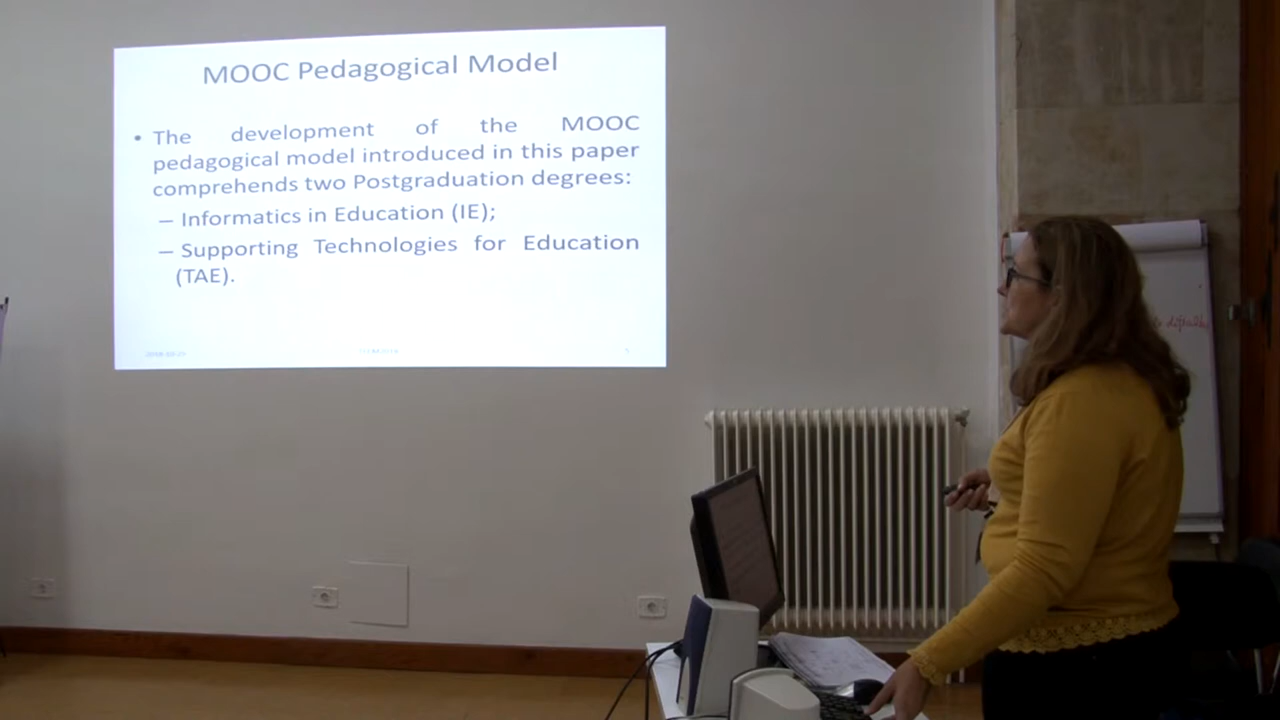 MOOC Pedagogical Model
• The development of the MOOC
pedagogical model introduced in this paper
comprehends two Postgraduation degrees:
– Informatics in Education (IE);
– Supporting Technologies for Education
(TAE).
5